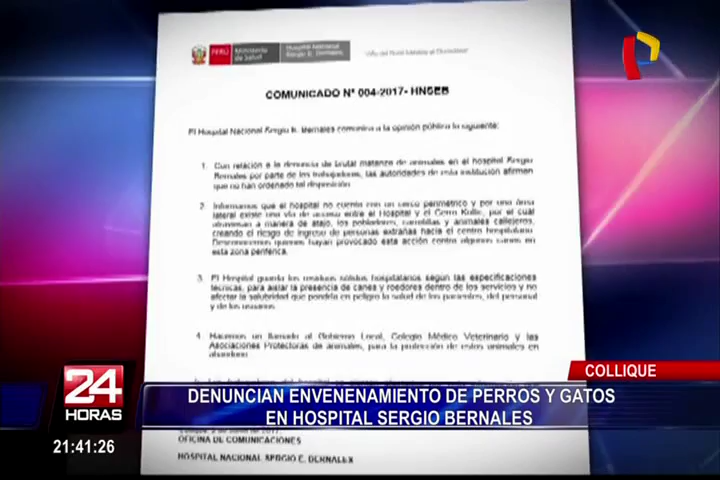 PERÚ
Ministerio de Salud
Hospital Nacional Sergio E. Bernales
COMUNICADO N° 004-2017- HNSEB
El Hospital Nacional Sergio E. Bernales comunica a la opinión pública lo siguiente:
1. Con relación a la denuncia de brutal matanza de animales en el hospital Sergio
Bernales por parte de los trabajadores, las autoridades de esta institución afirman
que no han ordenado tal disposición
2. Informamos que el hospital no cuenta con un cerco perimétrico y por una área
lateral existe una vía de acceso entre el Hospital y el Cerro Kollic, por el cual
atraviesan a manera de atajo, los pobladores, y animales callejeros,
creando el riesgo de ingreso de personas extrañas hacia el centro hospitalario.
Desconocemos quienes hayan provocado esta acción contra algunos canes en
esta zona periférica.
3. El Hospital guarda los residuos sólidos hospitalarios según las especificaciones
técnicas, para aislar la presencia de canes y roedores dentro de los servicios y no
afectar la salubridad que pondría en peligro la salud de los pacientes, del personal
y de los usuarios.
4. Hacemos un llamado al Gobierno Local, Colegio Médico Veterinario y las
Asociaciones Protectoras de animales, para la protección de estos animales en
abandono
COLLIQUE
24
HORAS
DENUNCIAN ENVENENAMIENTO DE PERROS Y GATOS
EN HOSPITAL SERGIO BERNALES
21:41:26
OFICINA DE COMUNICACIONES
HOSPITAL NACIONAL SERGIO E. BERNALES